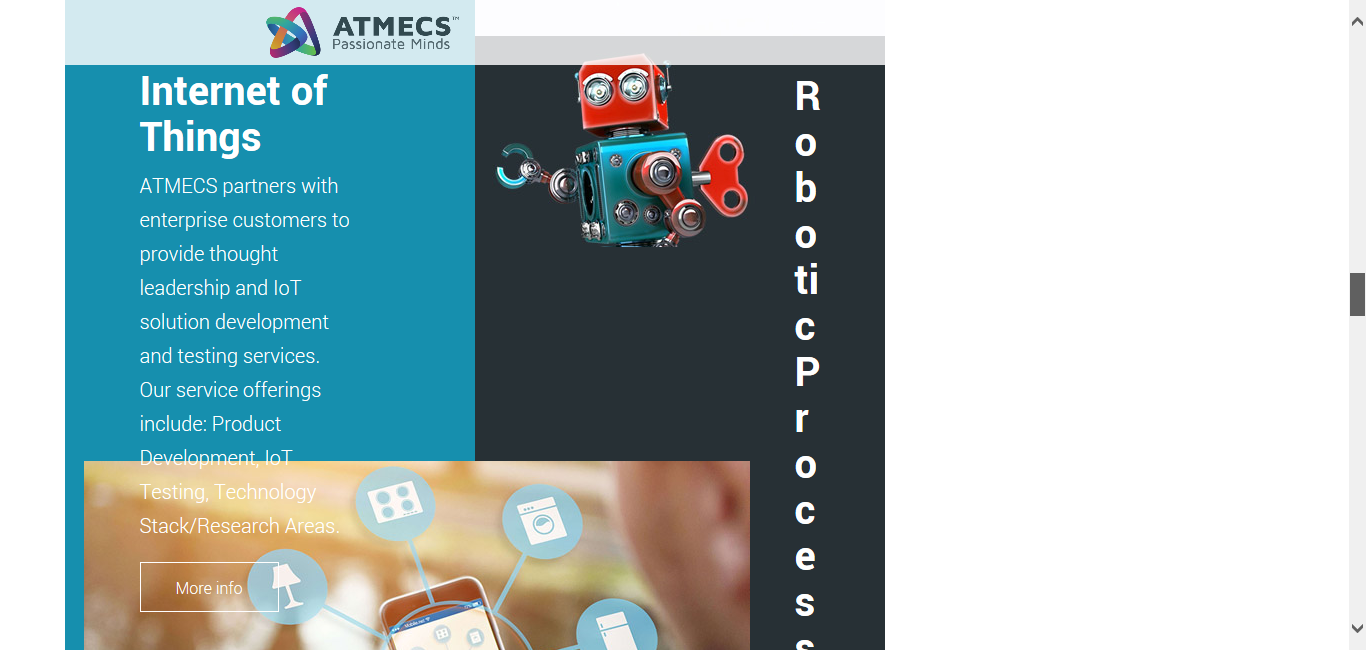 ATMECS™
Passionate Minds
Internet of
Things
ATMECS partners with
enterprise customers to
provide thought
leadership and IoT
solution development
and testing services.
Our service offerings
include: Product
Development, IoT
Testing, Technology
Stack/Research Areas.
More info
R
o
b
o
ti
c
P
r
o
c
e
s
s